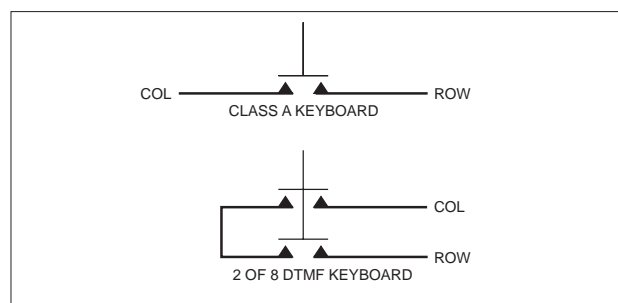 COL ROW
CLASS A KEYBOARD
COL
ROW
2 OF 8 DTMF KEYBOARD